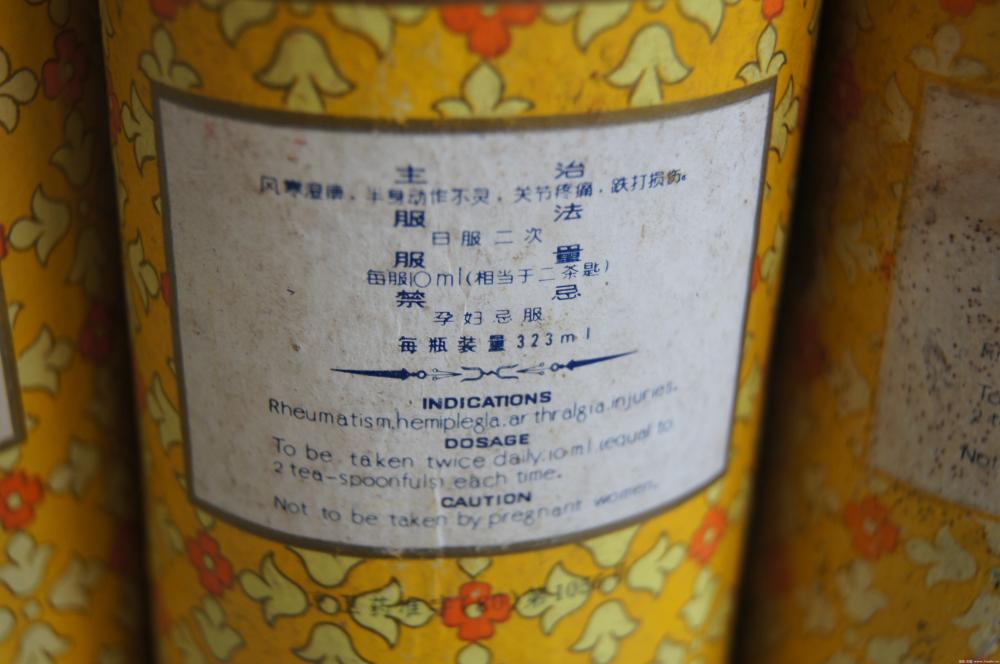 主治
风寒湿痹，半身动作不灵，关节疼痛，跌打损伤。
服法
日服二次
服量
每服10ml(相当于二茶匙)
禁忌
孕妇忌服
每瓶装量323ml
INDICATIONS
Rheumatism,hemiplegla.ar thralgia.injuries.
DOSAGE
To be taken twice daily.10ml (equal to
2 tea-spoonfuls) each time.
CAUTION
Not to be taken by pregnant women.